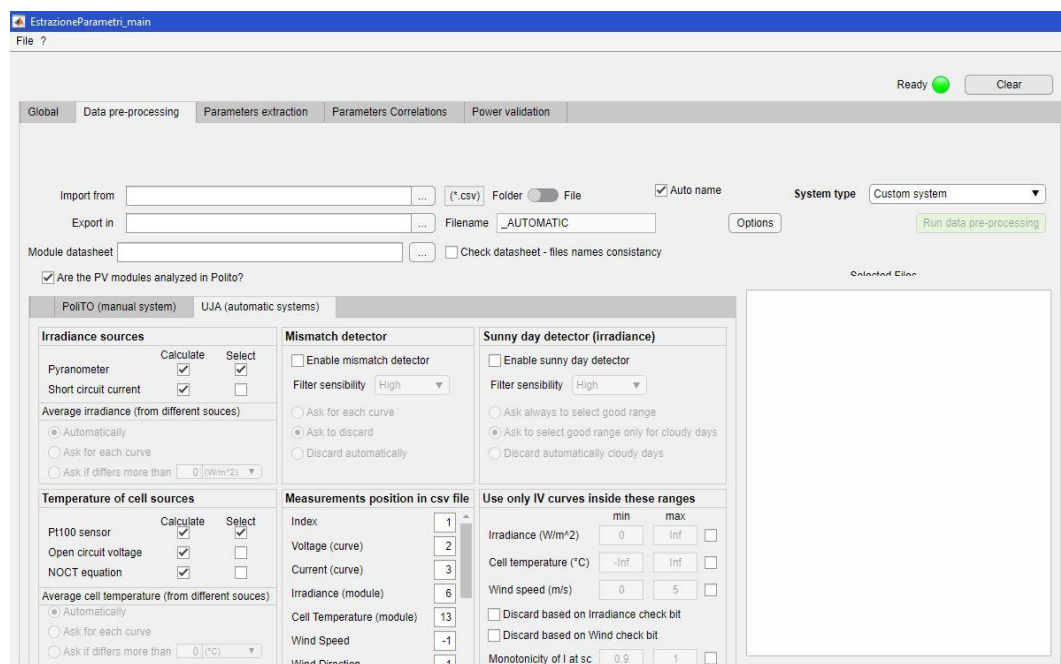 EstrazioneParametri_main
File ?
Ready Clear
Global Data pre-processing Parameters extraction Parameters Correlations Power validation
Import from ... (*.csv) Folder File Auto name System type Custom system
Export in ... Filename _AUTOMATIC Options Run data pre-processing
Module datasheet ... Check datasheet - files names consistancy
Are the PV modules analyzed in Polito?
Selected Files
PoliTO (manual system) UJA (automatic systems)
Irradiance sources
Calculate Select
Pyranometer
Short circuit current
Average irradiance (from different souces)
Automatically
Ask for each curve
Ask if differs more than 0 (W/m^2)
Mismatch detector
Enable mismatch detector
Filter sensibility High
Ask for each curve
Ask to discard
Discard automatically
Sunny day detector (irradiance)
Enable sunny day detector
Filter sensibility High
Ask always to select good range
Ask to select good range only for cloudy days
Discard automatically cloudy days
Temperature of cell sources
Calculate Select
Pt100 sensor
Open circuit voltage
NOCT equation
Average cell temperature (from different souces)
Automatically
Ask for each curve
Ask if differs more than 0 (°C)
Measurements position in csv file
Index 1
Voltage (curve) 2
Current (curve) 3
Irradiance (module) 6
Cell Temperature (module) 13
Wind Speed -1
Wind Direction -1
Use only IV curves inside these ranges
min max
Irradiance (W/m^2) 0 Inf
Cell temperature (°C) -Inf Inf
Wind speed (m/s) 0 5
Discard based on Irradiance check bit
Discard based on Wind check bit
Monotonicity of I at sc 0.9 1